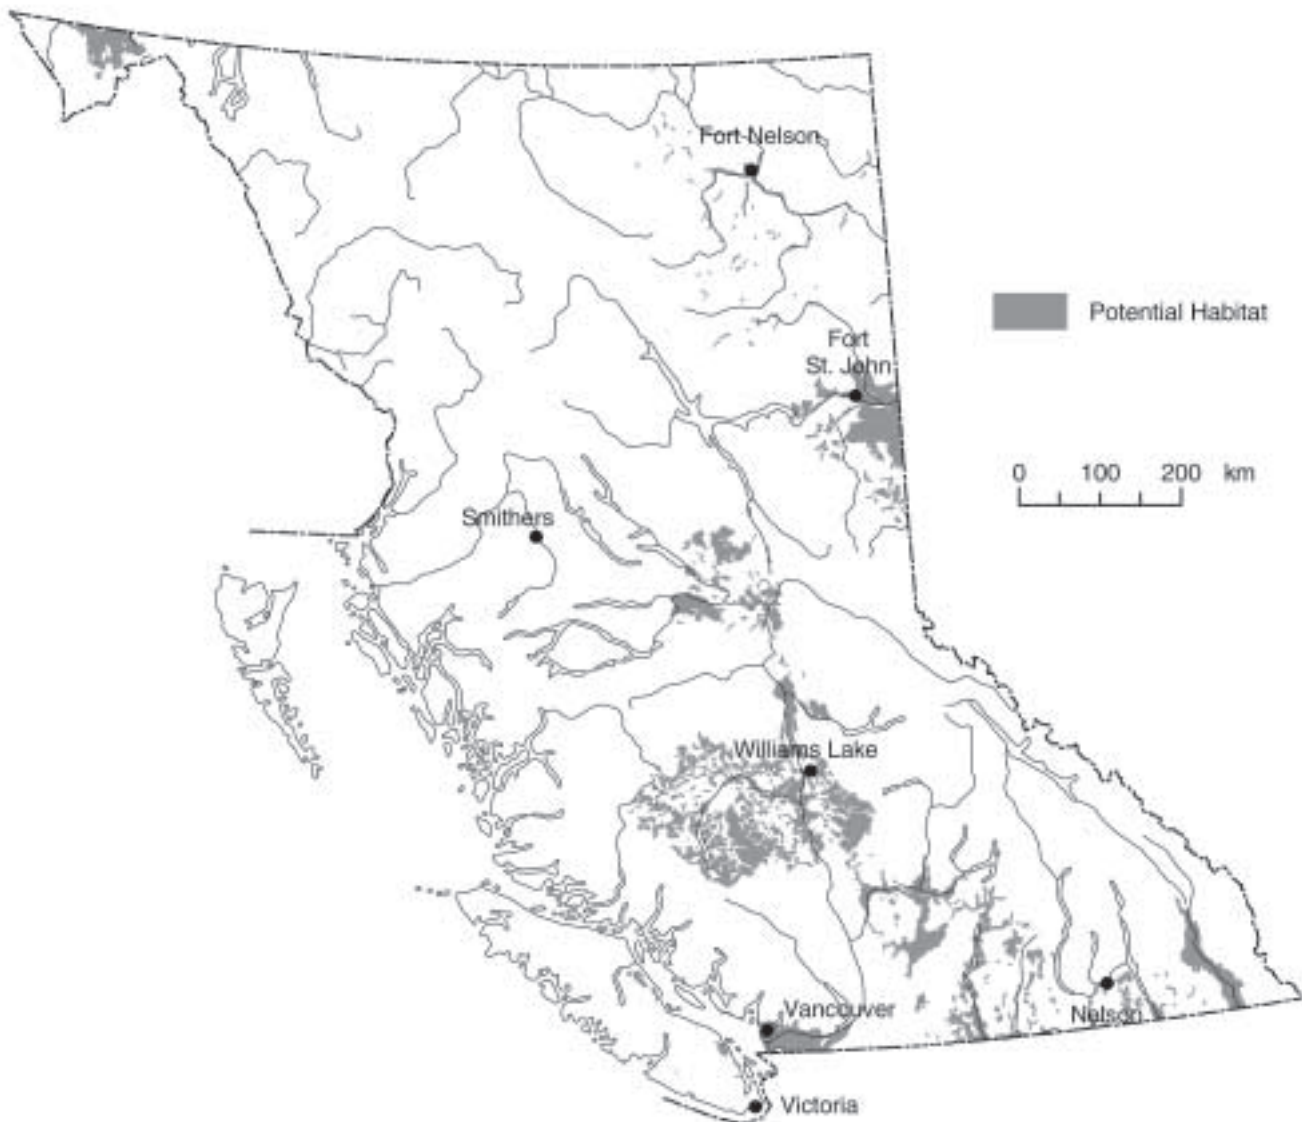 Fort Nelson
Potential Habitat
Fort
St. John
0 100 200 km
Smithers
Williams Lake
Vancouver
Nelson
Victoria